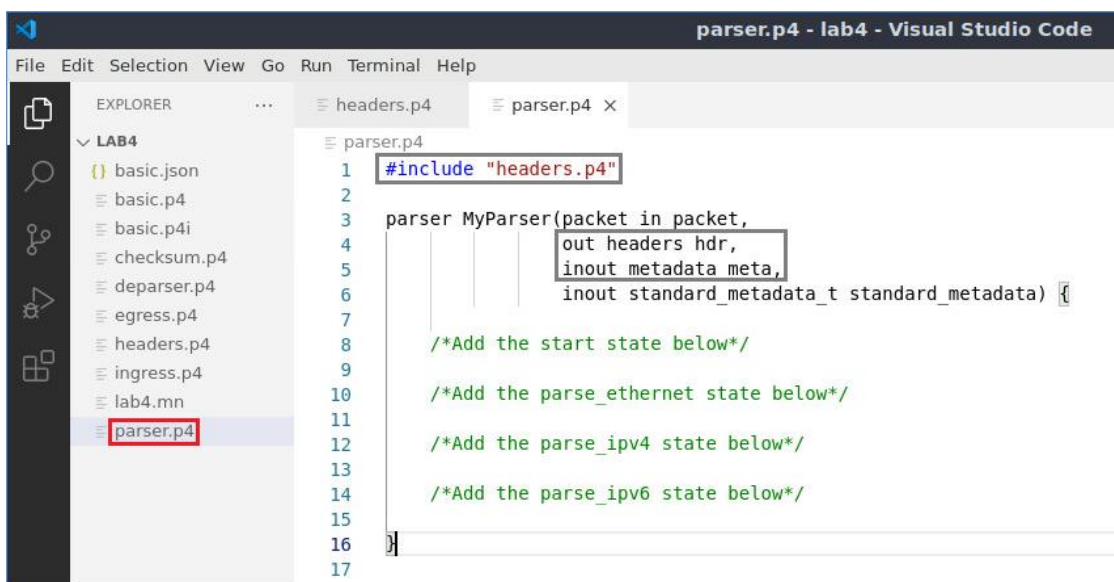 parser.p4 - lab4 - Visual Studio Code
File Edit Selection View Go Run Terminal Help
EXPLORER ... headers.p4 parser.p4 ×
LAB4
{} basic.json
basic.p4
basic.p4i
checksum.p4
deparser.p4
egress.p4
headers.p4
ingress.p4
lab4.mn
parser.p4
parser.p4
1 #include "headers.p4"
2
3 parser MyParser(packet_in packet,
4 out headers hdr,
5 inout metadata meta,
6 inout standard_metadata_t standard_metadata) {
7
8 /*Add the start state below*/
9
10 /*Add the parse_ethernet state below*/
11
12 /*Add the parse_ipv4 state below*/
13
14 /*Add the parse_ipv6 state below*/
15
16 }
17